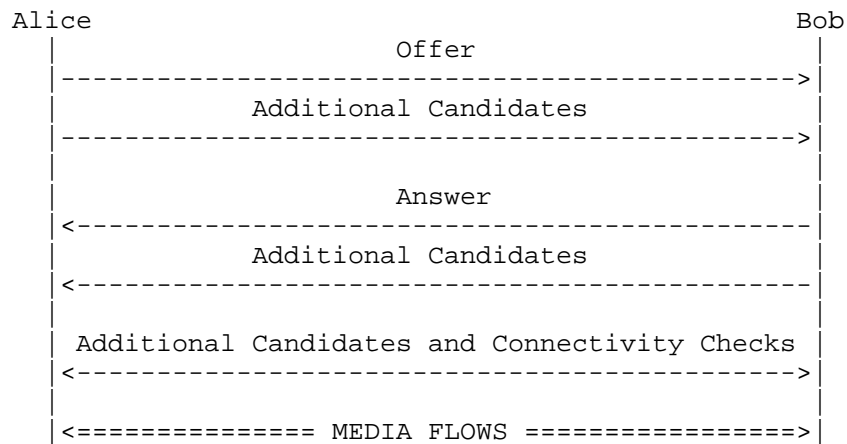 Alice Bob
Offer
Additional Candidates
Answer
Additional Candidates
Additional Candidates and Connectivity Checks
MEDIA FLOWS